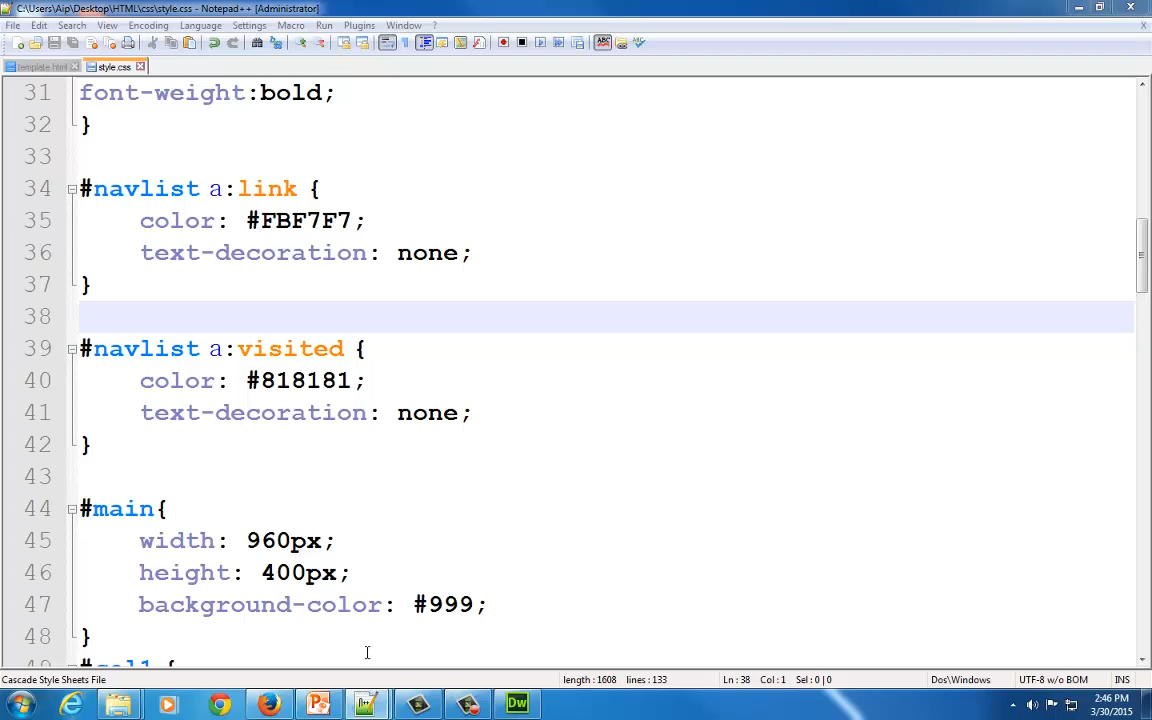 C:\Users\Aip\Desktop\HTML\css\style.css - Notepad++ [Administrator]
File Edit Search View Encoding Language Settings Macro Run Plugins Window ? X
template.html style.css
31 font-weight:bold;
32 }
33
34 #navlist a:link {
35 color: #FBF7F7;
36 text-decoration: none;
37 }
38
39 #navlist a:visited {
40 color: #818181;
41 text-decoration: none;
42 }
43
44 #main{
45 width: 960px;
46 height: 400px;
47 background-color: #999;
48 }
49 #col1 {
Cascade Style Sheets File length : 1608 lines : 133 Ln : 38 Col : 1 Sel : 0 | 0 Dos\Windows UTF-8 w/o BOM INS
Dw
2:46 PM
3/30/2015